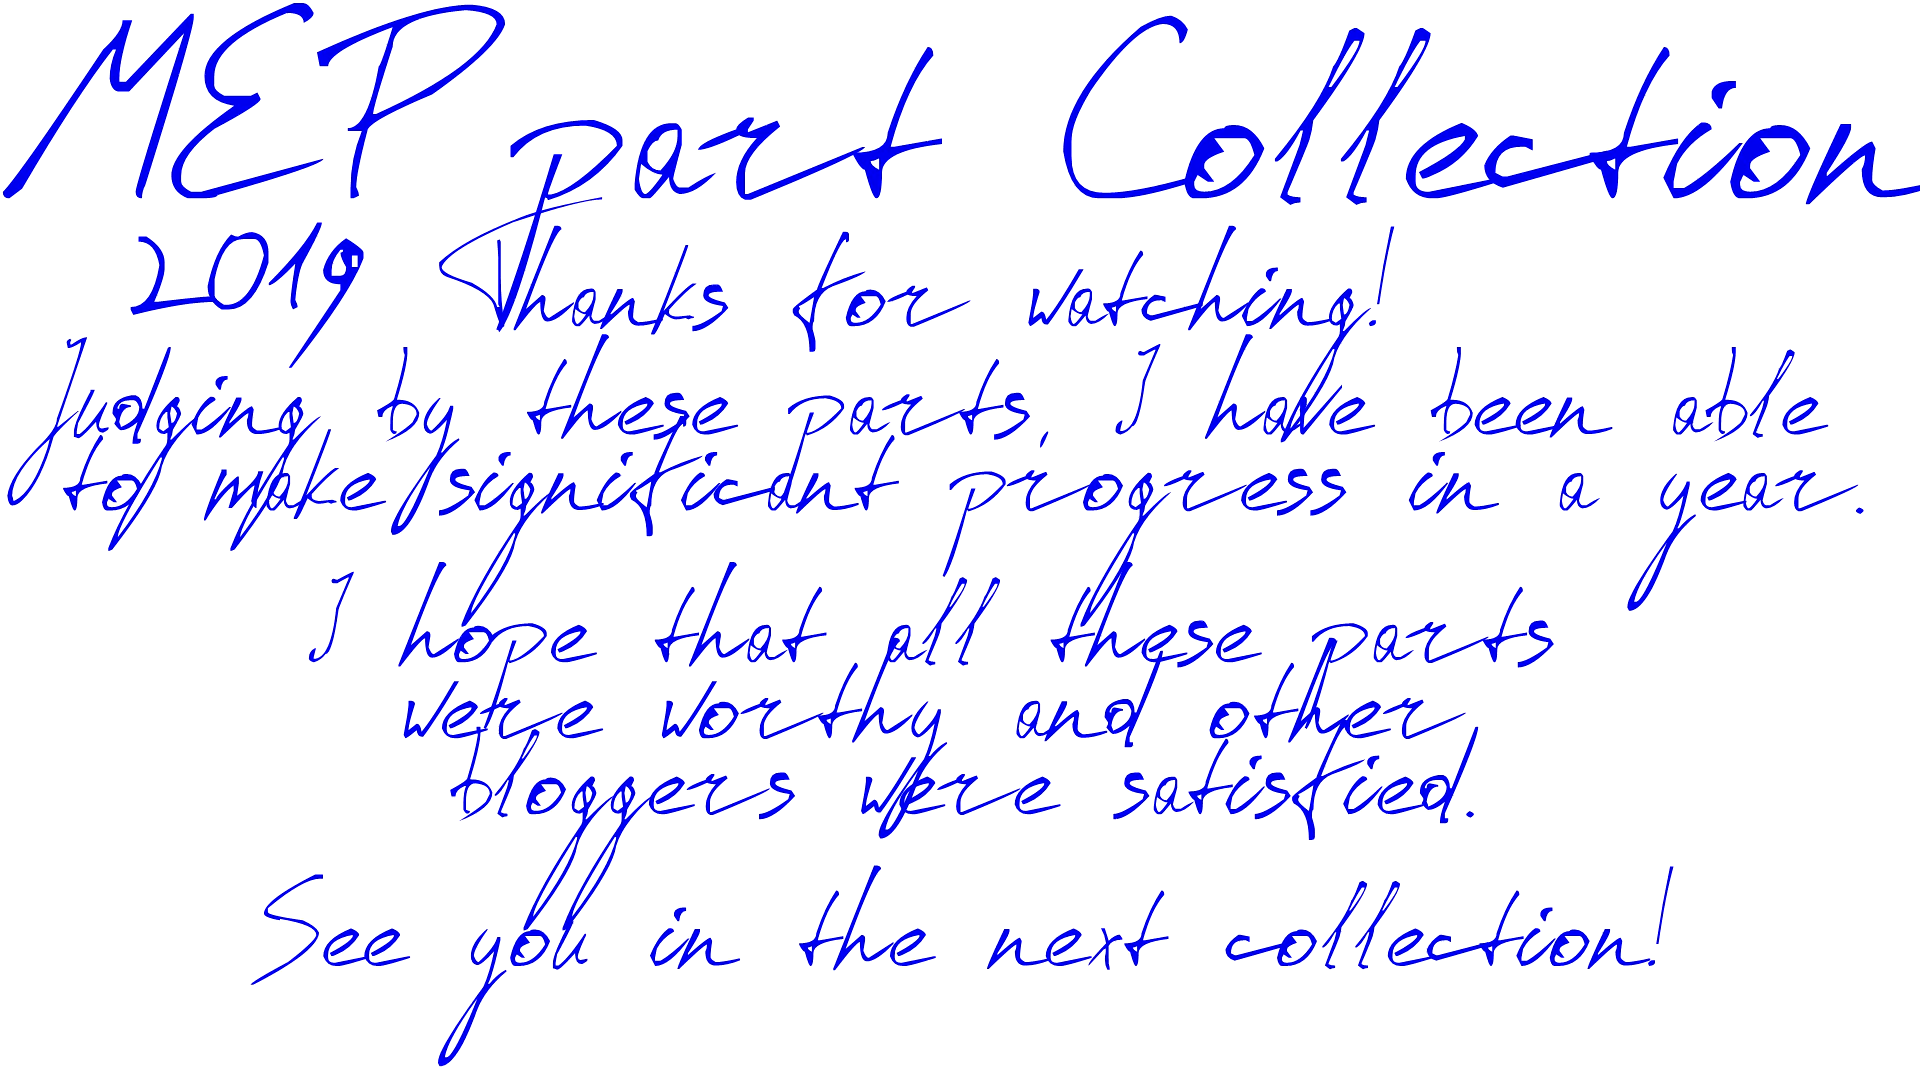 MEP part Collection
2019 Thanks for watching!
Judging by these parts, I have been able
to make significant progress in a year.
I hope that all these parts
were worthy and other
bloggers were satisfied.
See you in the next collection!